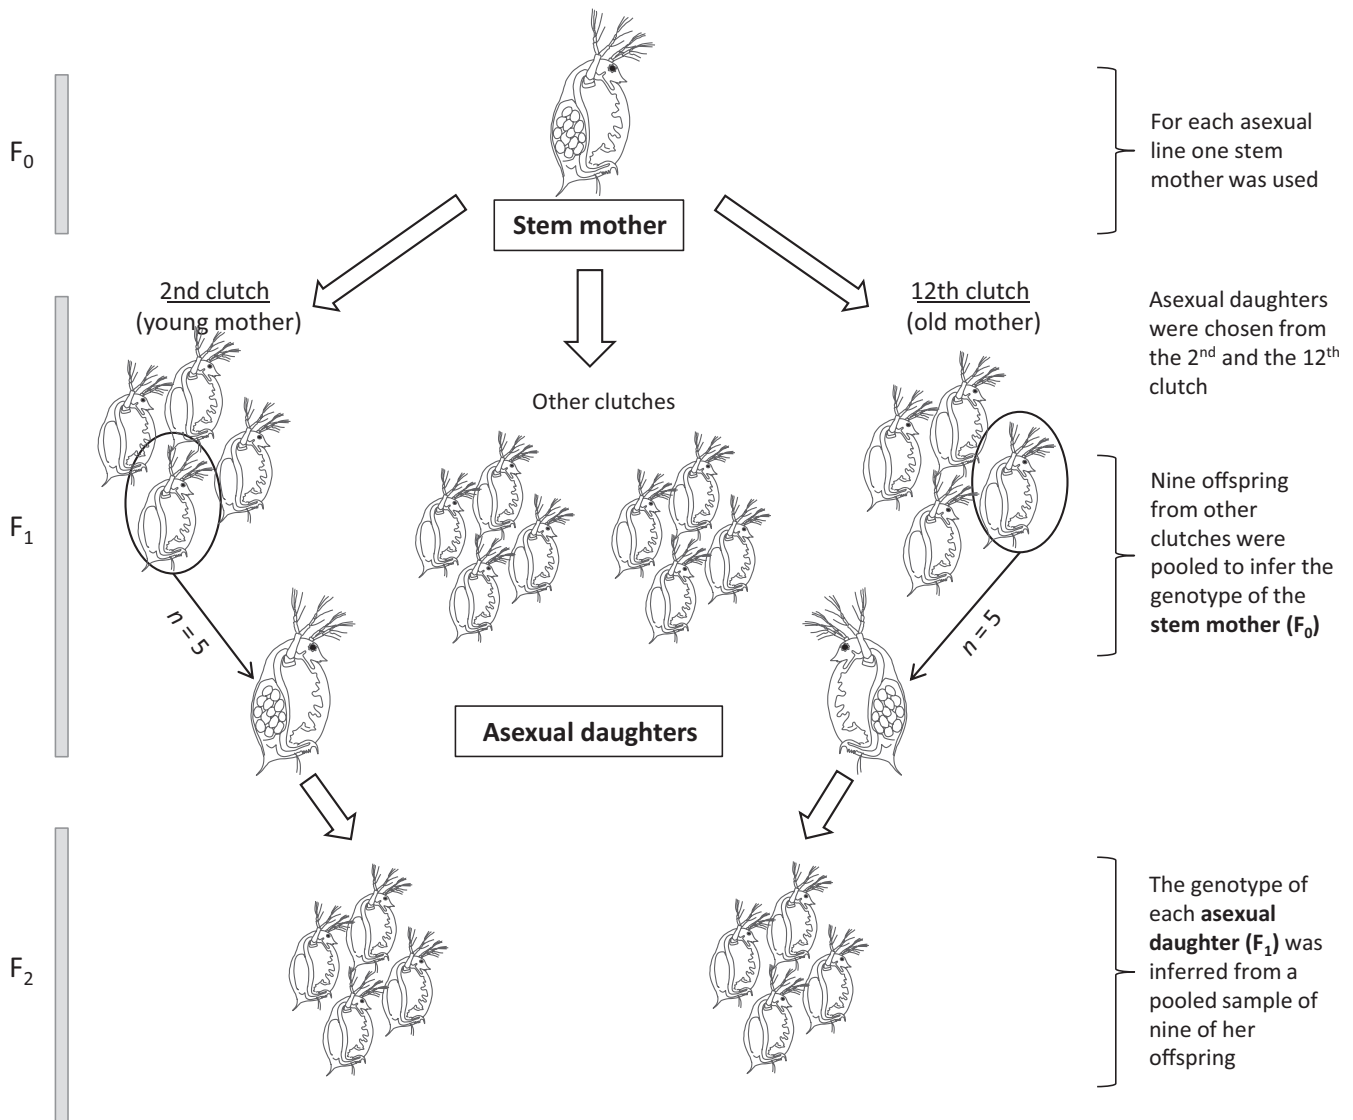 F0
For each asexual
line one stem
mother was used
Stem mother
2nd clutch
(young mother)
12th clutch
(old mother)
Asexual daughters
were chosen from
the 2nd and the 12th
clutch
Other clutches
F1
Nine offspring
from other
clutches were
pooled to infer the
genotype of the
stem mother (F0)
n = 5
n = 5
Asexual daughters
F2
The genotype of
each asexual
daughter (F1) was
inferred from a
pooled sample of
nine of her
offspring